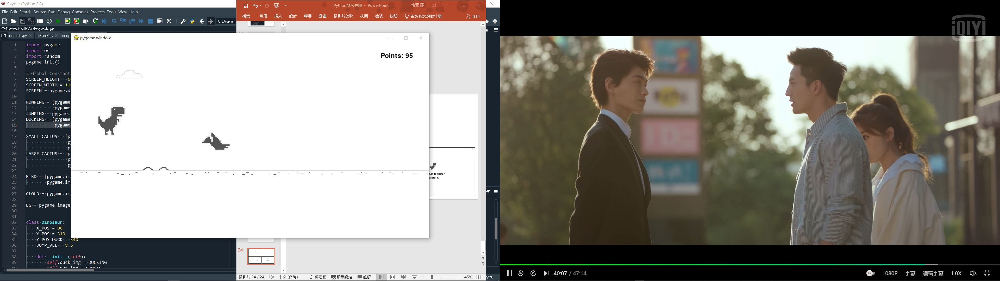 Spyder (Python 3.8)
File Edit Search Source Run Debug Consoles Projects Tools View Help
C:\Users\mic
C:\Users\michelle\Desktop\main.py
untitled1.py
untitled3.py
sampl
1 import pygame
2 import os
3 import random
4 pygame.init()
5
6 # Global Constant
7 SCREEN_HEIGHT = 6
8 SCREEN_WIDTH = 11
9 SCREEN = pygame.d
10
11 RUNNING = [pygame
12 pygame
13 JUMPING = pygame.
14 DUCKING = [pygame
15 pygame
16
17 SMALL_CACTUS = [p
18 p
19 p
20 LARGE_CACTUS = [p
21 p
22 p
23
24 BIRD = [pygame.im
25 pygame.im
26
27 CLOUD = pygame.im
28
29 BG = pygame.image
30
31
32 class Dinosaur:
33 X_POS = 80
34 Y_POS = 310
35 Y_POS_DUCK = 340
36 JUMP_VEL = 8.5
37
38 def __init__(self):
39 self.duck_img = DUCKING
40 self.run_img = RUNNING
Python期末專題 - PowerPoint
懷萱 邵
檔案 常用 插入 設計 轉場 動畫 投影片放映 校閱 檢視 說明 告訴我您想做什麼 共用
pygame window
Points: 95
Key to Restart
Score: 47
24
投影片 24 / 24 中文 (台灣) 備忘稿 顯示設定 註解 45%
87%
iQIYI
40:07 / 47:14
1080P 字幕 編輯字幕 1.0X